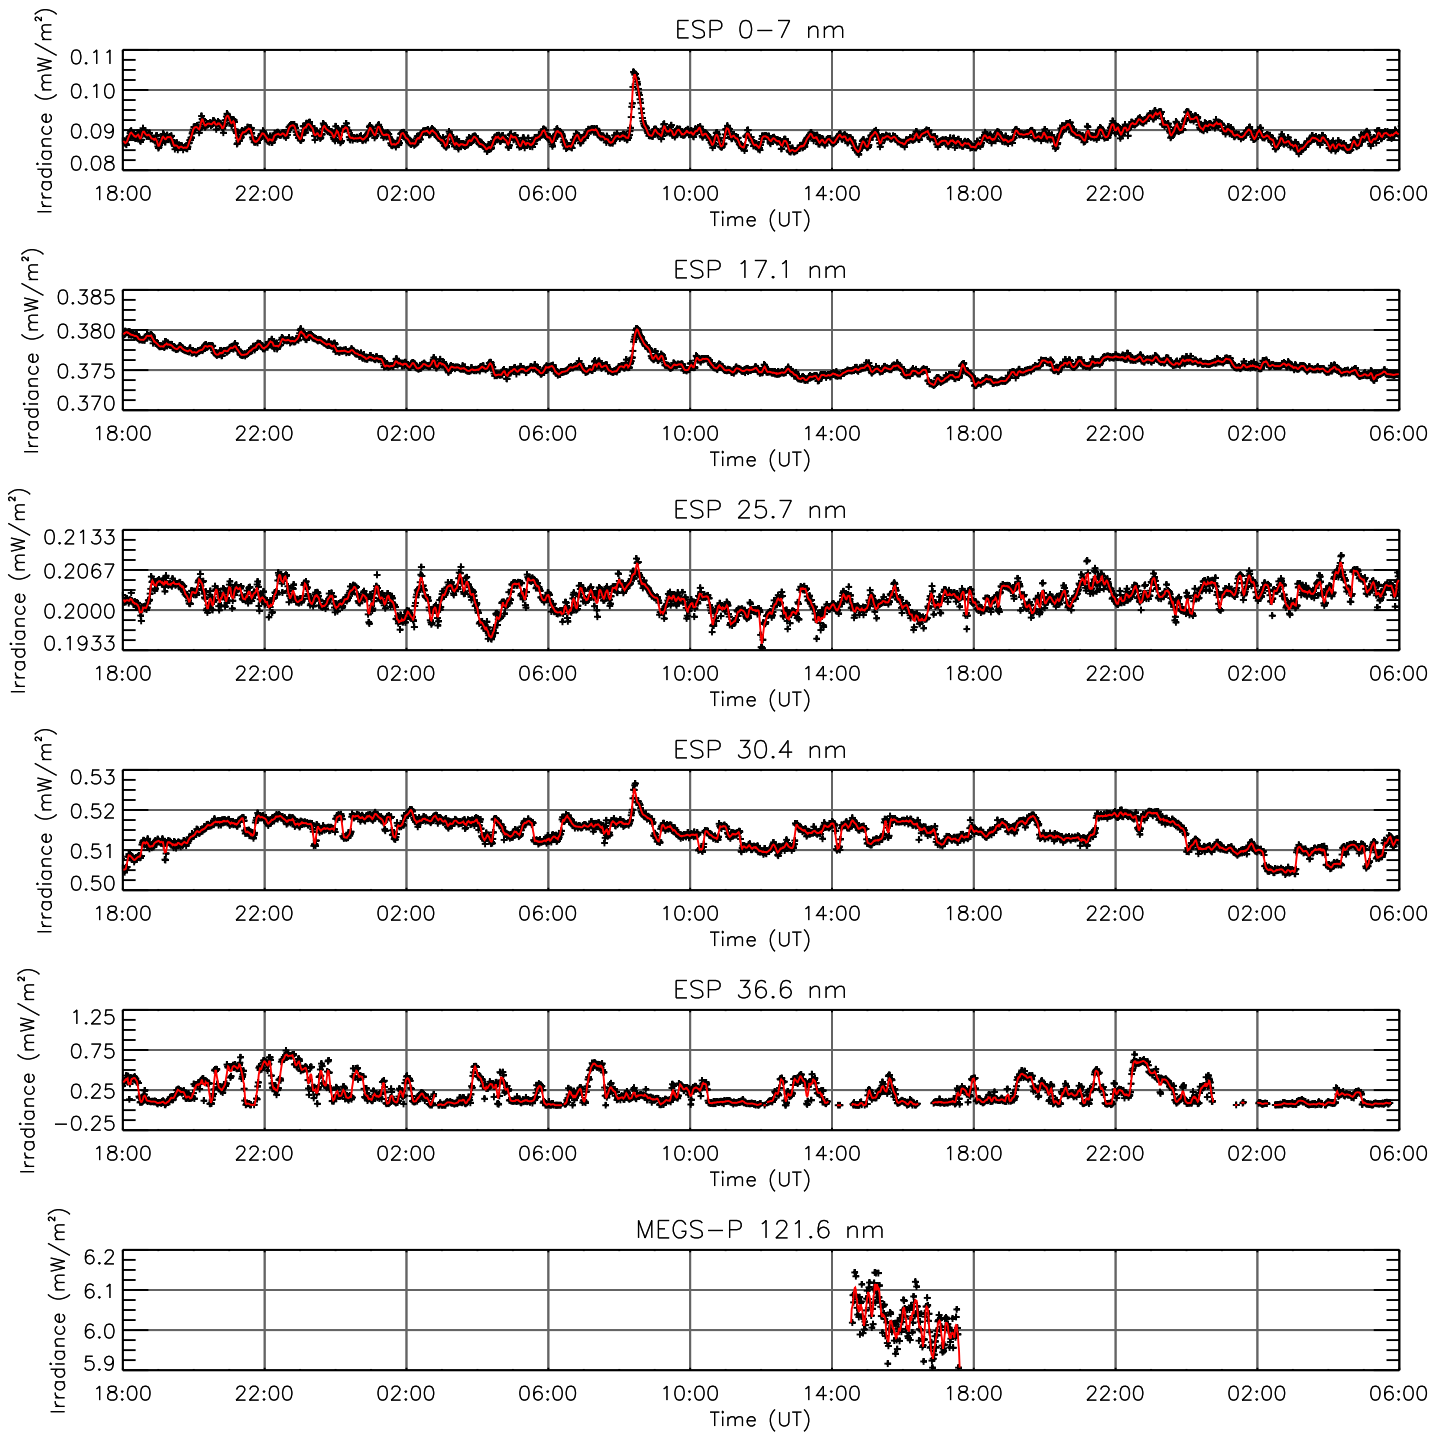 ESP 0-7 nm
Irradiance (mW/m²)
0.11
0.10
0.09
0.08
18:00 22:00 02:00 06:00 10:00 14:00 18:00 22:00 02:00 06:00
Time (UT)
ESP 17.1 nm
Irradiance (mW/m²)
0.385
0.380
0.375
0.370
18:00 22:00 02:00 06:00 10:00 14:00 18:00 22:00 02:00 06:00
Time (UT)
ESP 25.7 nm
Irradiance (mW/m²)
0.2133
0.2067
0.2000
0.1933
18:00 22:00 02:00 06:00 10:00 14:00 18:00 22:00 02:00 06:00
Time (UT)
ESP 30.4 nm
Irradiance (mW/m²)
0.53
0.52
0.51
0.50
18:00 22:00 02:00 06:00 10:00 14:00 18:00 22:00 02:00 06:00
Time (UT)
ESP 36.6 nm
Irradiance (mW/m²)
1.25
0.75
0.25
-0.25
18:00 22:00 02:00 06:00 10:00 14:00 18:00 22:00 02:00 06:00
Time (UT)
MEGS-P 121.6 nm
Irradiance (mW/m²)
6.2
6.1
6.0
5.9
18:00 22:00 02:00 06:00 10:00 14:00 18:00 22:00 02:00 06:00
Time (UT)